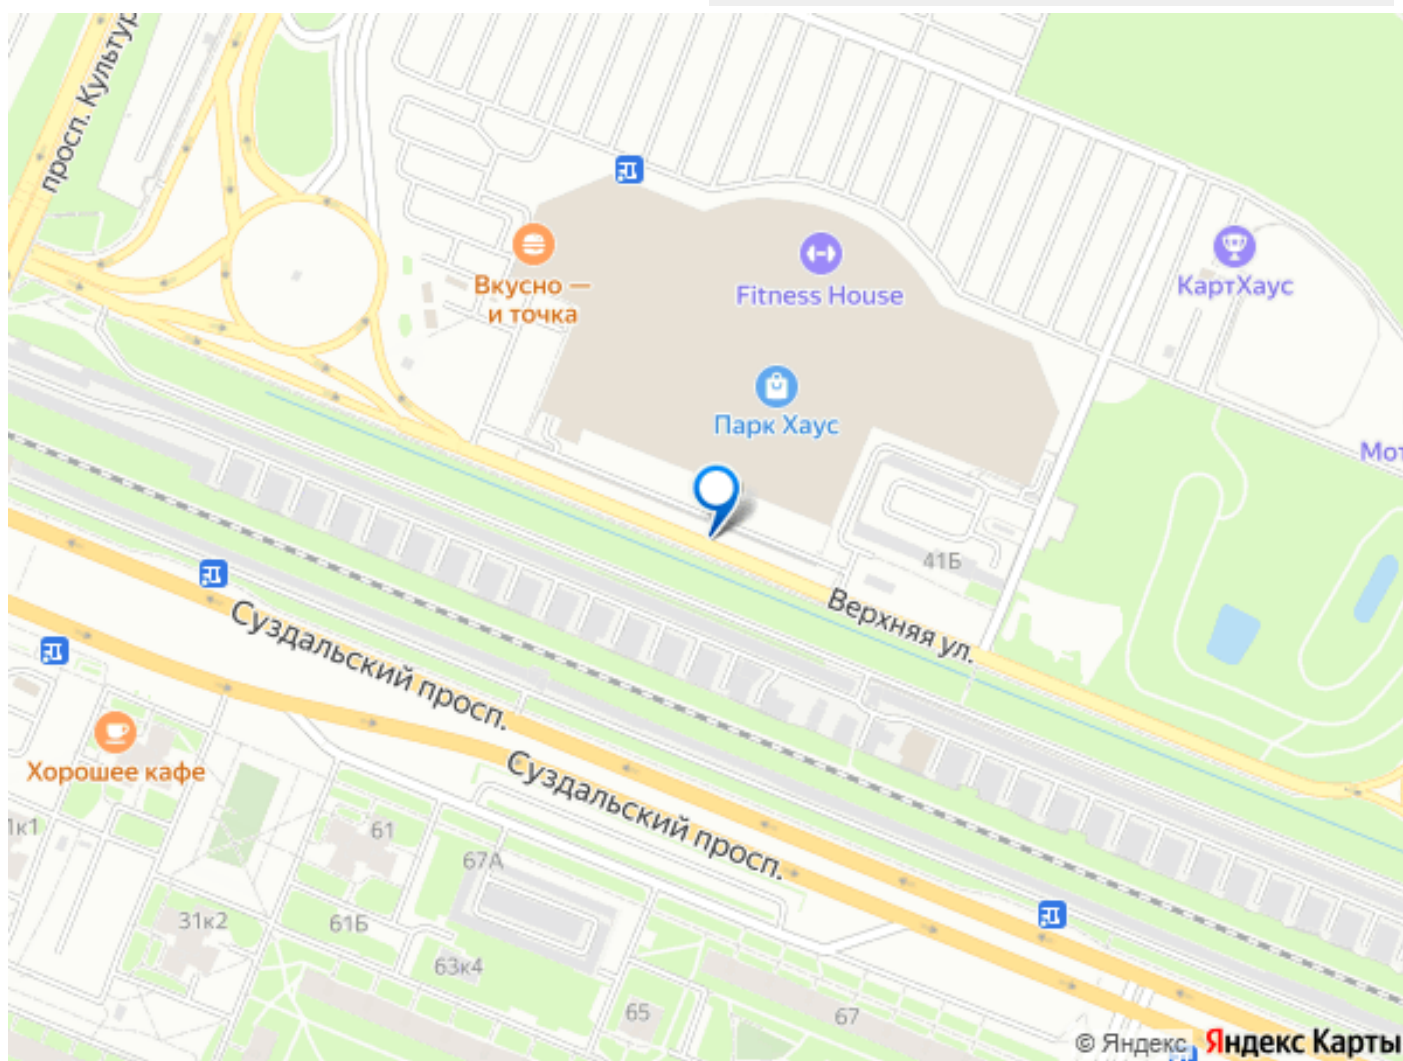 просп. Культур
Вкусно —
и точка
Fitness House
КартХаус
Парк Хаус
Мот
41Б
Верхняя ул.
Суздальский просп.
Суздальский просп.
Хорошее кафе
1к1
61
67А
31к2
61Б
63к4
65
67
© Яндекс Яндекс Карты